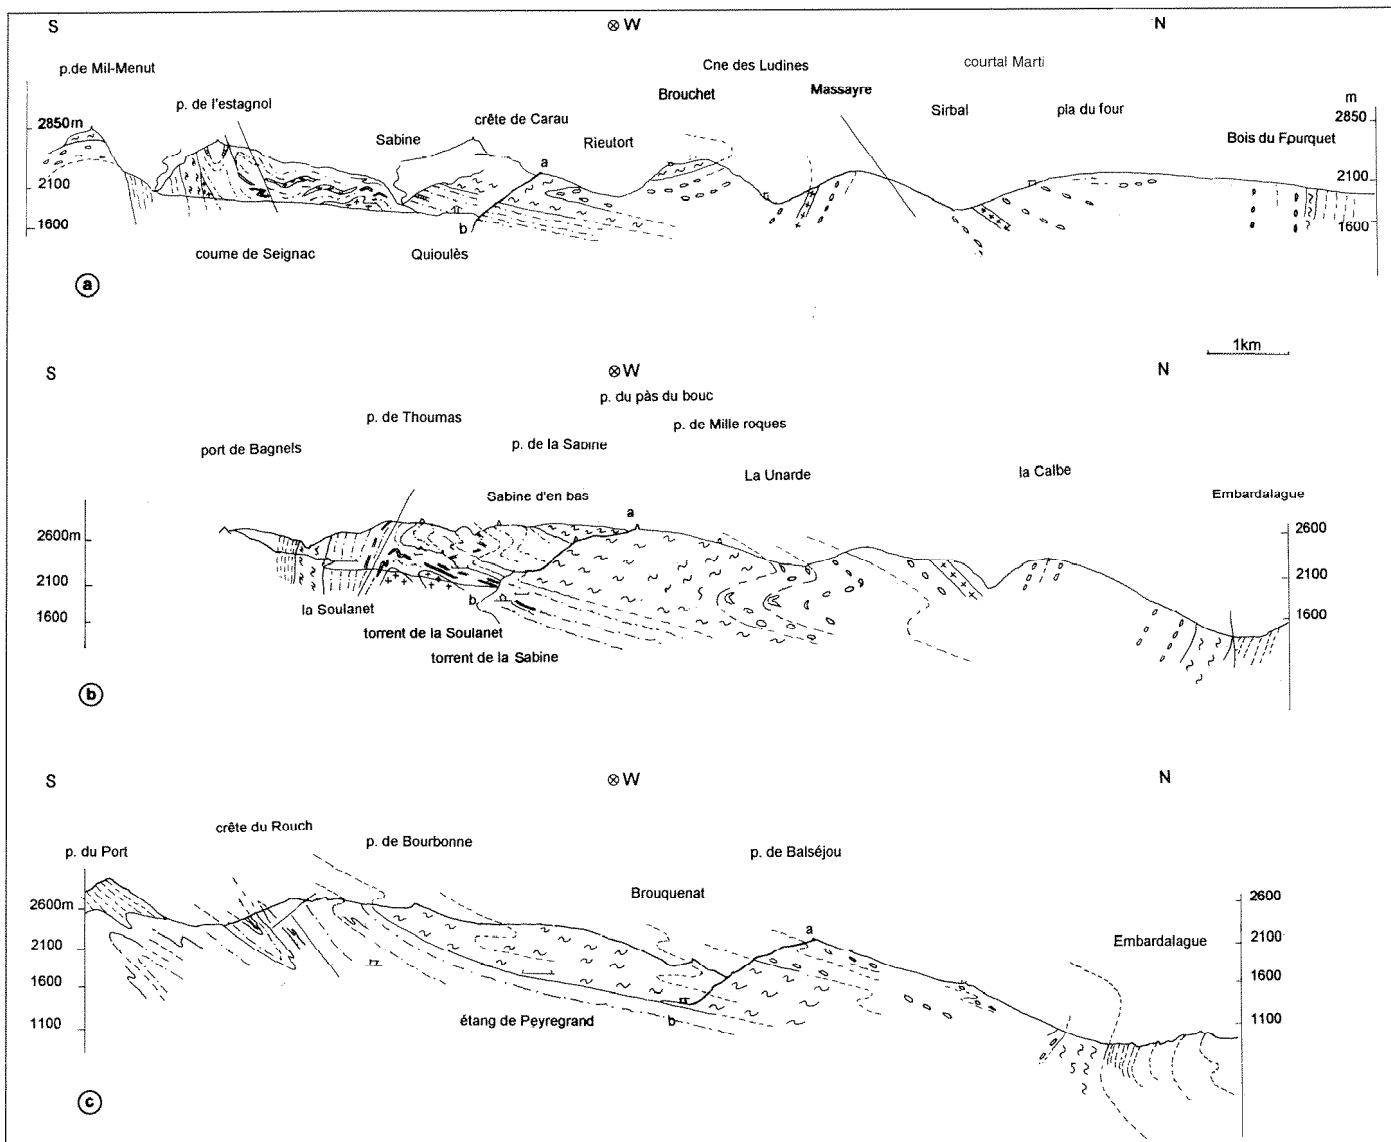 S ⊗W N
p.de Mil-Menut
Cne des Ludines
courtal Marti
p. de l'estagnol
Brouchet
Massayre
Sirbal
pla du four
m
2850m
Sabine
crête de Carau
Rieutort
2850
Bois du Fourquet
a
2100
2100
1600
b
1600
coume de Seignac
Quioulès
a
1km
S ⊗W N
p. du pàs du bouc
p. de Thoumas
p. de Mille roques
port de Bagnels
p. de la Sabine
La Unarde
la Calbe
Sabine d'en bas
Embardalague
a
2600m
2600
2100
2100
b
1600
la Soulanet
1600
torrent de la Soulanet
torrent de la Sabine
b
S ⊗W N
crête du Rouch
p. de Bourbonne
p. du Port
p. de Balséjou
Brouquenat
2600m
2600
a
Embardalague
2100
2100
1600
1600
1100
étang de Peyregrand
b
1100
c